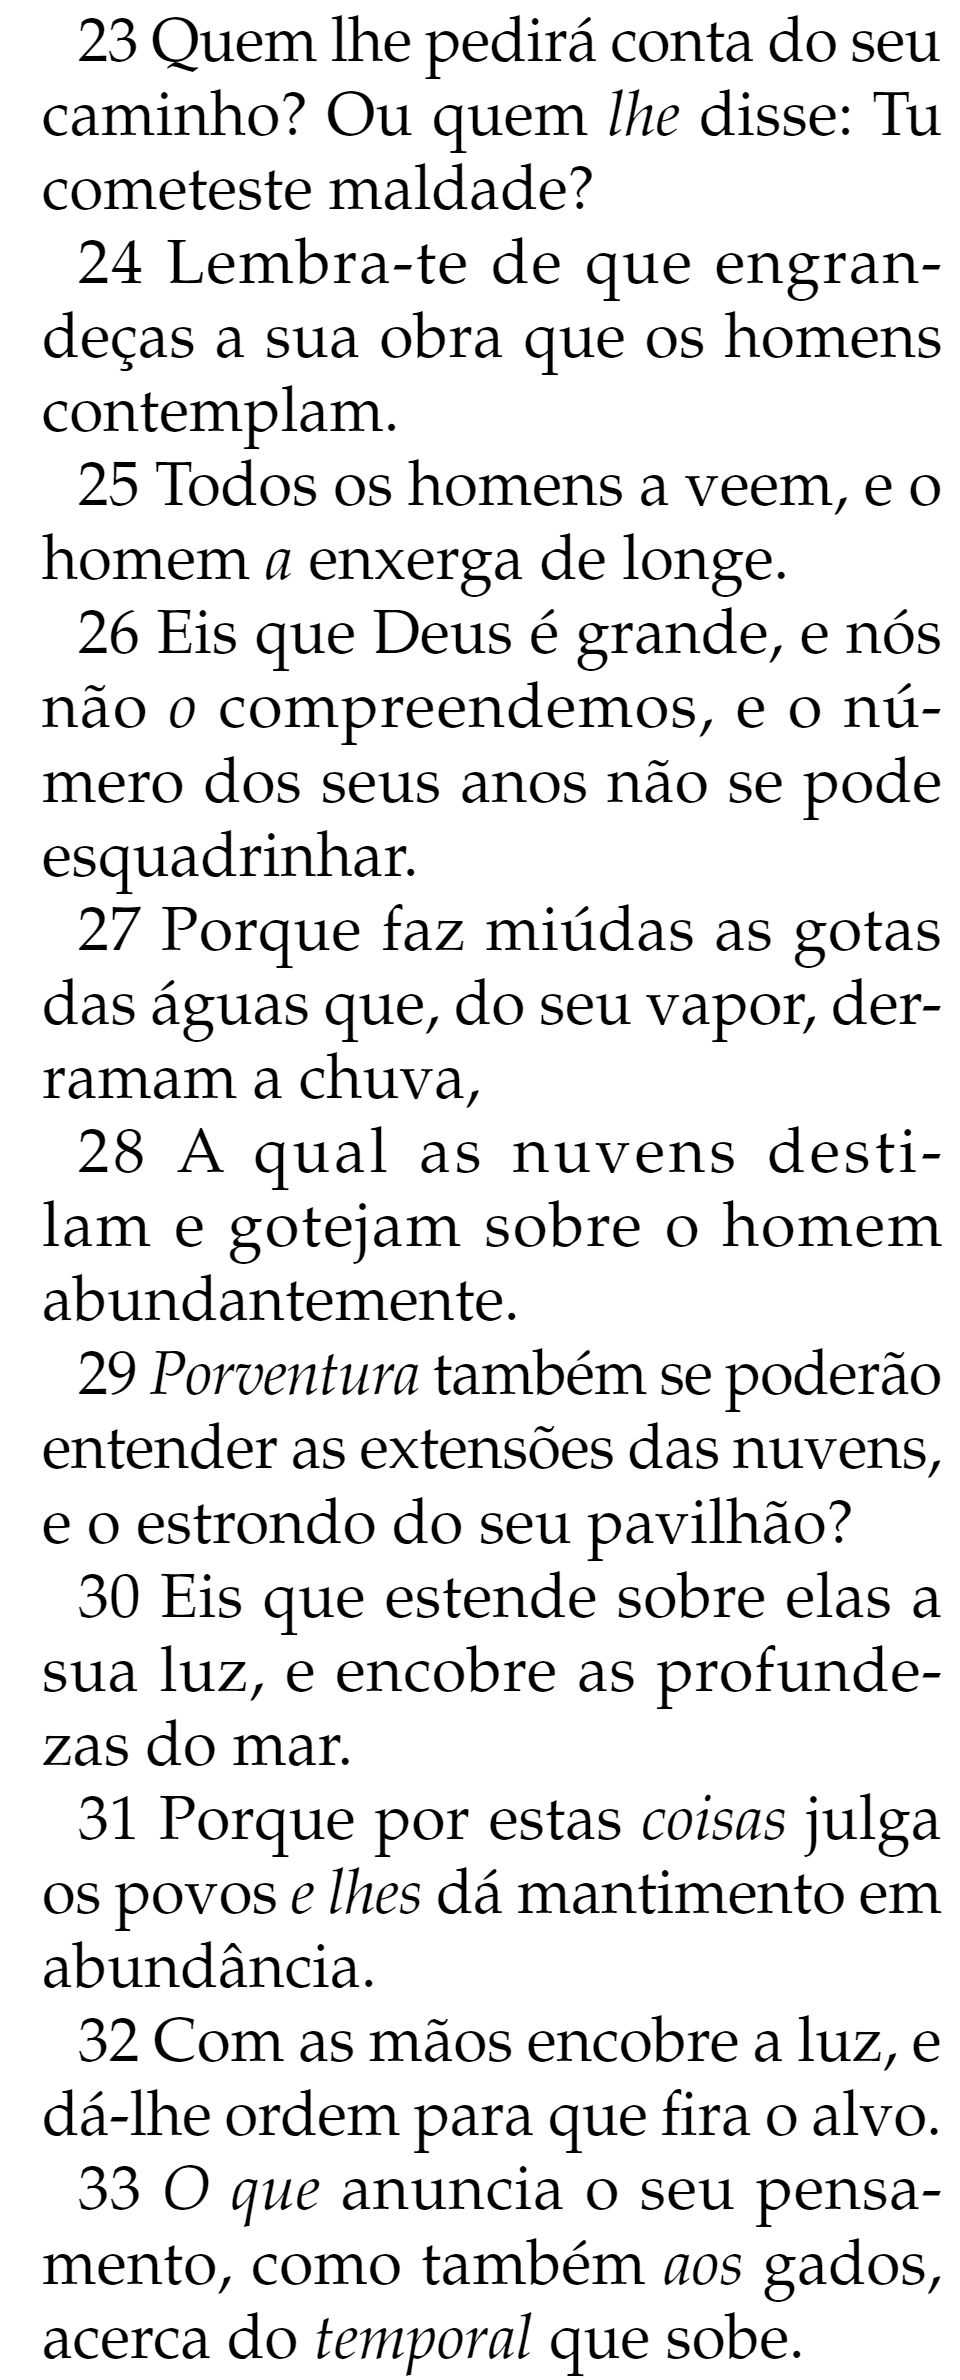 23 Quem lhe pedirá conta do seu
caminho? Ou quem lhe disse: Tu
cometeste maldade?
24 Lembra-te de que engran-
deças a sua obra que os homens
contemplam.
25 Todos os homens a veem, e o
homem a enxerga de longe.
26 Eis que Deus é grande, e nós
não o compreendemos, e o nú-
mero dos seus anos não se pode
esquadrinhar.
27 Porque faz miúdas as gotas
das águas que, do seu vapor, der-
ramam a chuva,
28 A qual as nuvens desti-
lam e gotejam sobre o homem
abundantemente.
29 Porventura também se poderão
entender as extensões das nuvens,
e o estrondo do seu pavilhão?
30 Eis que estende sobre elas a
sua luz, e encobre as profunde-
zas do mar.
31 Porque por estas coisas julga
os povos e lhes dá mantimento em
abundância.
32 Com as mãos encobre a luz, e
dá-lhe ordem para que fira o alvo.
33 O que anuncia o seu pensa-
mento, como também aos gados,
acerca do temporal que sobe.